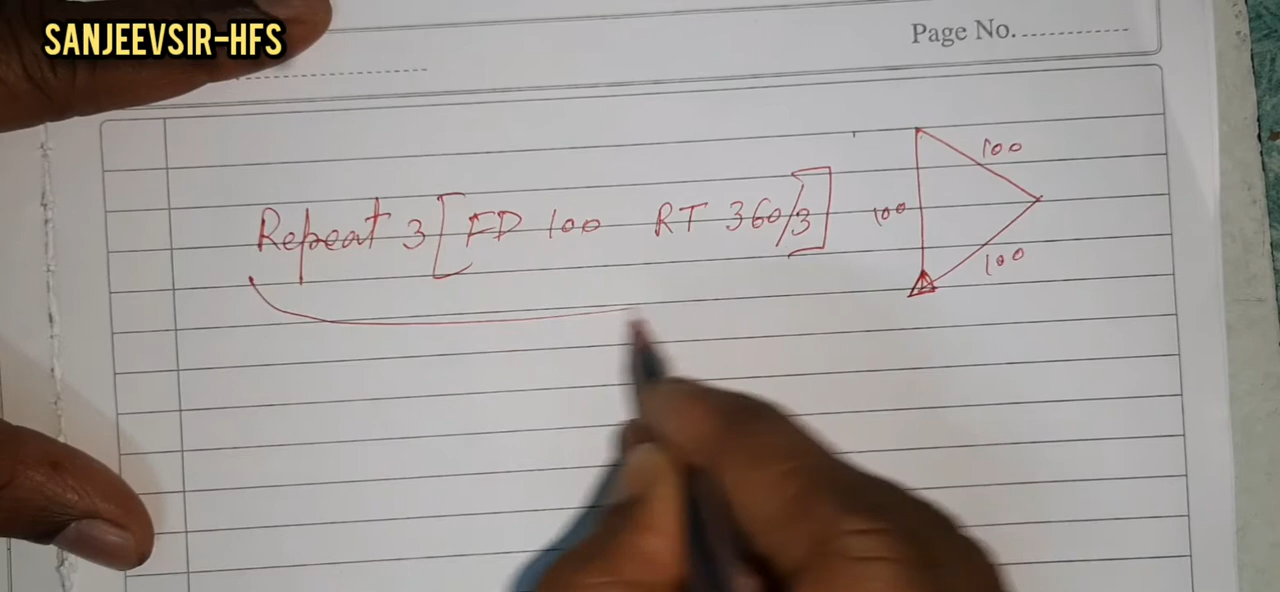 SANJEEVSIR-HFS
Page No.
Repeat 3 [FD 100 RT 360/3]
100
100
100